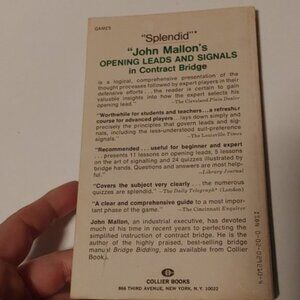 GAMES
"Splendid"*
"John Mallon's
OPENING LEADS AND SIGNALS
in Contract Bridge
is a logical, comprehensive presentation of the
thought processes followed by expert players in their
defensive efforts . . . the reader is certain to gain
valuable insights into how the expert selects his
opening lead."
—The Cleveland Plain Dealer
"Worthwhile for students and teachers...a refresher
course for advanced players . . . lays down simply and
precisely the principles that govern leads and sig-
nals, including the less-understood suit-preference
signals."
—The Louisville Times
"Recommended . . . useful for beginner and expert
. . . presents 11 lessons on opening leads, 5 lessons
on the art of signalling and 24 quizzes illustrated by
bridge hands. Questions and answers are most help-
ful."
—Library Journal
"Covers the subject very clearly . . . the numerous
quizzes are splendid." —*The Daily Telegraph (London)
"A clear and comprehensive guide to a most impor-
tant phase of the game."
—The Cincinnati Enquirer
John Mallon, an industrial executive, has devoted
much of his time in recent years to perfecting the
simplified instruction of contract bridge. He is the
author of the highly praised, best-selling bridge
manual Bridge Bidding, also available from Collier
Books.
COLLIER BOOKS
866 THIRD AVENUE, NEW YORK, N.Y. 10022